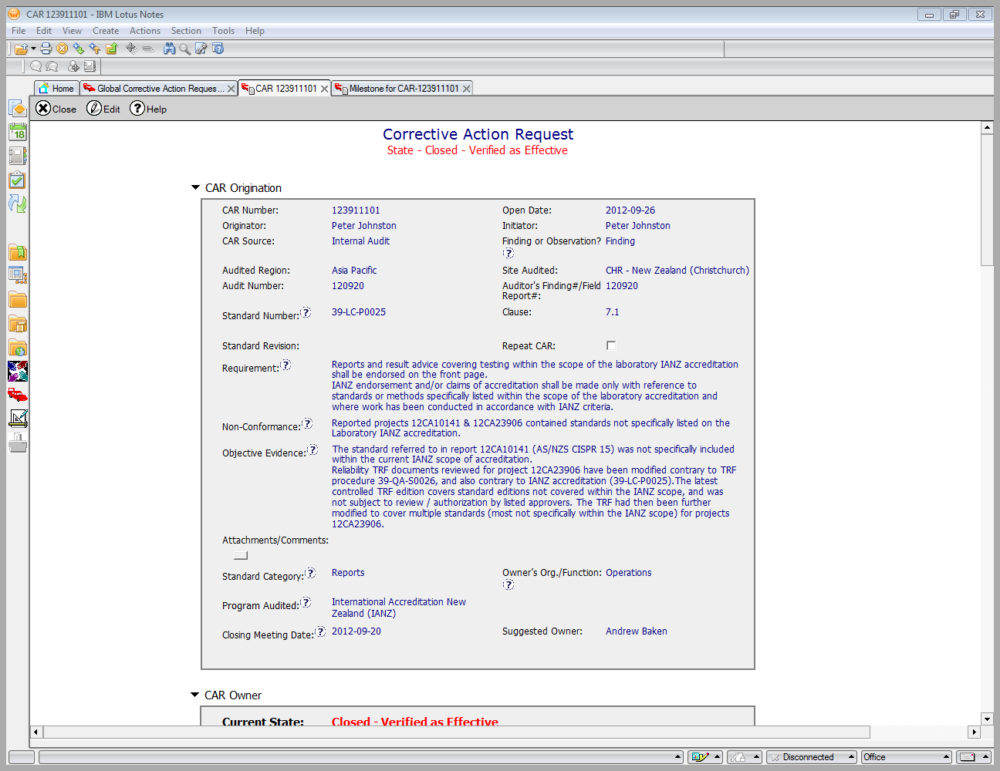 CAR 123911101 - IBM Lotus Notes
File Edit View Create Actions Section Tools Help
Home Global Corrective Action Reques... CAR 123911101 Milestone for CAR-123911101
Close Edit Help
18
Corrective Action Request
State - Closed - Verified as Effective
CAR Origination
CAR Number: 123911101 Open Date: 2012-09-26
Originator: Peter Johnston Initiator: Peter Johnston
CAR Source: Internal Audit Finding or Observation? Finding
?
Audited Region: Asia Pacific Site Audited: CHR - New Zealand (Christchurch)
Audit Number: 120920 Auditor's Finding#/Field 120920
Report#:
Standard Number: ? 39-LC-P0025 Clause: 7.1
Standard Revision: Repeat CAR:
Requirement: ? Reports and result advice covering testing within the scope of the laboratory IANZ accreditation
shall be endorsed on the front page.
IANZ endorsement and/or claims of accreditation shall be made only with reference to
standards or methods specifically listed within the scope of the laboratory accreditation and
where work has been conducted in accordance with IANZ criteria.
Non-Conformance: ? Reported projects 12CA10141 & 12CA23906 contained standards not specifically listed on the
Laboratory IANZ accreditation.
Objective Evidence: ? The standard referred to in report 12CA10141 (AS/NZS CISPR 15) was not specifically included
within the current IANZ scope of accreditation.
Reliability TRF documents reviewed for project 12CA23906 have been modified contrary to TRF
procedure 39-QA-S0026, and also contrary to IANZ accreditation (39-LC-P0025).The latest
controlled TRF edition covers standard editions not covered within the IANZ scope, and was
not subject to review / authorization by listed approvers. The TRF had then been further
modified to cover multiple standards (most not specifically within the IANZ scope) for projects
12CA23906.
Attachments/Comments:
Standard Category: ? Reports Owner's Org./Function: Operations
?
Program Audited: ? International Accreditation New
Zealand (IANZ)
Closing Meeting Date: ? 2012-09-20 Suggested Owner: Andrew Baken
CAR Owner
Current State: Closed - Verified as Effective
Disconnected Office